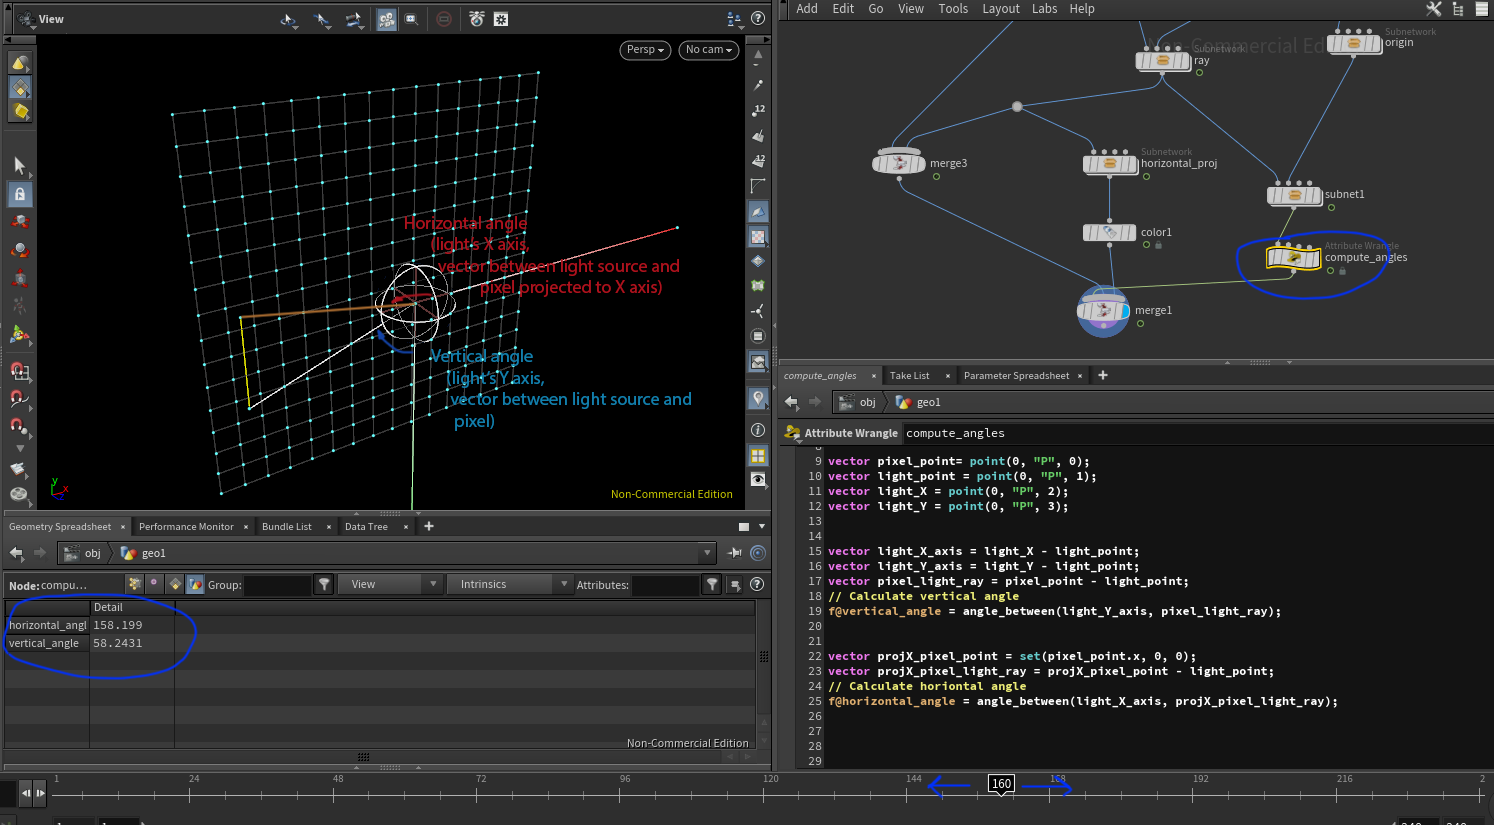 View
Persp
No cam
Horizontal angle
(light's X axis,
vector between light source and
pixel projected to X axis)
Vertical angle
(light's Y axis,
vector between light source and
pixel)
y
x
Non-Commercial Edition
12
12
Geometry Spreadsheet × Performance Monitor × Bundle List × Data Tree × +
obj geo1
Node: compu... Group: View Intrinsics Attributes:
Detail
horizontal_angl 158.199
vertical_angle 58.2431
Non-Commercial Edition
Add Edit Go View Tools Layout Labs Help
Non-Commercial Edi
Subnetwork
origin
Subnetwork
ray
merge3
Subnetwork
horizontal_proj
subnet1
color1
Attribute Wrangle
compute_angles
merge1
compute_angles × Take List × Parameter Spreadsheet × +
obj geo1
Attribute Wrangle compute_angles
8
9 vector pixel_point= point(0, "P", 0);
10 vector light_point = point(0, "P", 1);
11 vector light_X = point(0, "P", 2);
12 vector light_Y = point(0, "P", 3);
13
14
15 vector light_X_axis = light_X - light_point;
16 vector light_Y_axis = light_Y - light_point;
17 vector pixel_light_ray = pixel_point - light_point;
18 // Calculate vertical angle
19 f@vertical_angle = angle_between(light_Y_axis, pixel_light_ray);
20
21
22 vector projX_pixel_point = set(pixel_point.x, 0, 0);
23 vector projX_pixel_light_ray = projX_pixel_point - light_point;
24 // Calculate horiontal angle
25 f@horizontal_angle = angle_between(light_X_axis, projX_pixel_light_ray);
26
27
28
29
1 24 48 72 96 120 144 160 168 192 216 2